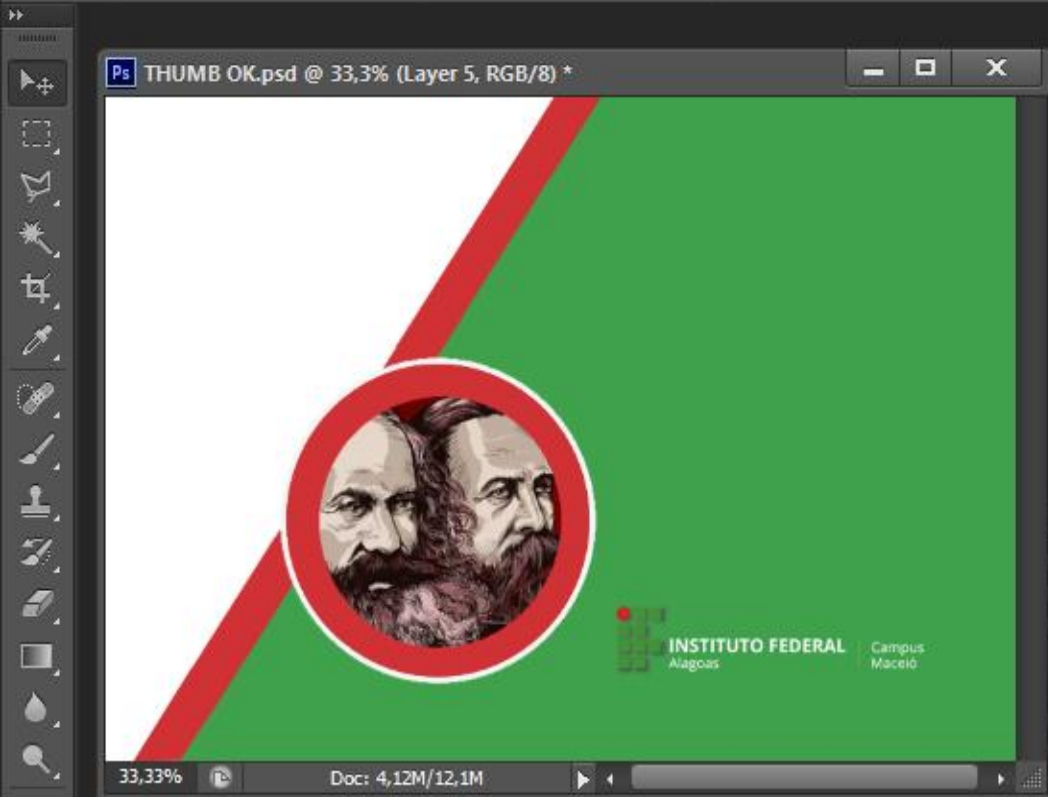 Ps THUMB OK.psd @ 33,3% (Layer 5, RGB/8) *
INSTITUTO FEDERAL
Alagoas
Campus
Maceió
33,33% Doc: 4,12M/12,1M